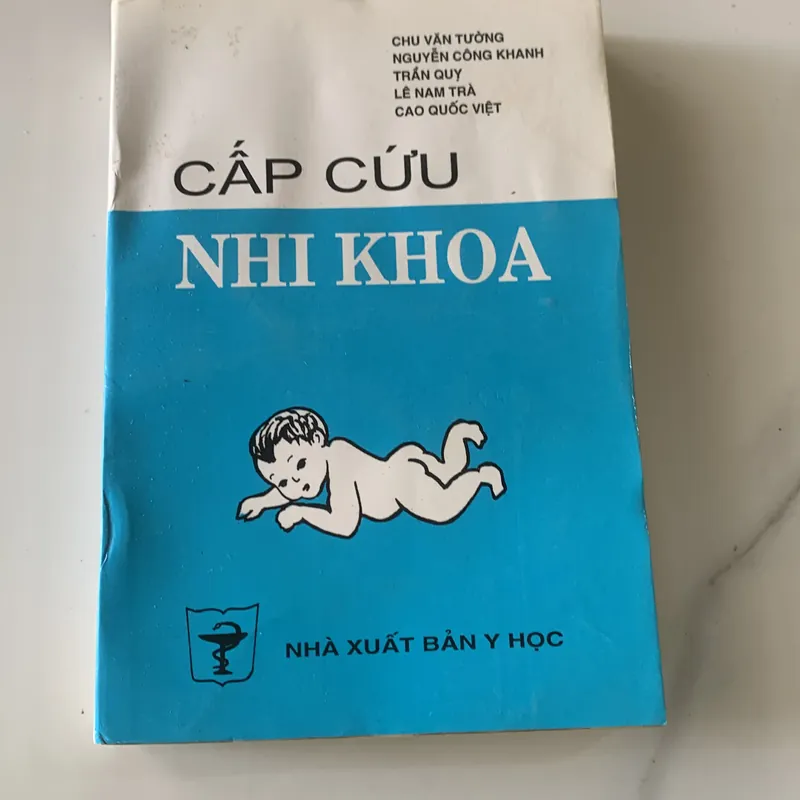 CHU VĂN TƯỜNG
NGUYỄN CÔNG KHANH
TRẦN QUỴ
LÊ NAM TRÀ
CAO QUỐC VIỆT
CẤP CỨU
NHI KHOA
NHÀ XUẤT BẢN Y HỌC